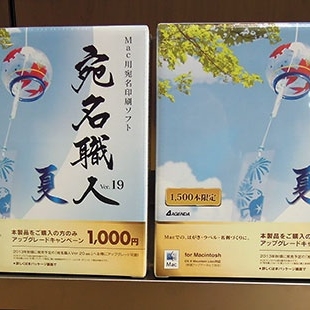 Mac用宛名印刷ソフト
宛名職人
Ver.19
夏
本製品をご購入の方のみ
アップグレードキャンペーン 1,000円
1,500本限定
AGENDA
Macでの、はがき・ラベル・名簿づくりに。
for Macintosh
Mac
本製品をご購入の
アップグレードキャ